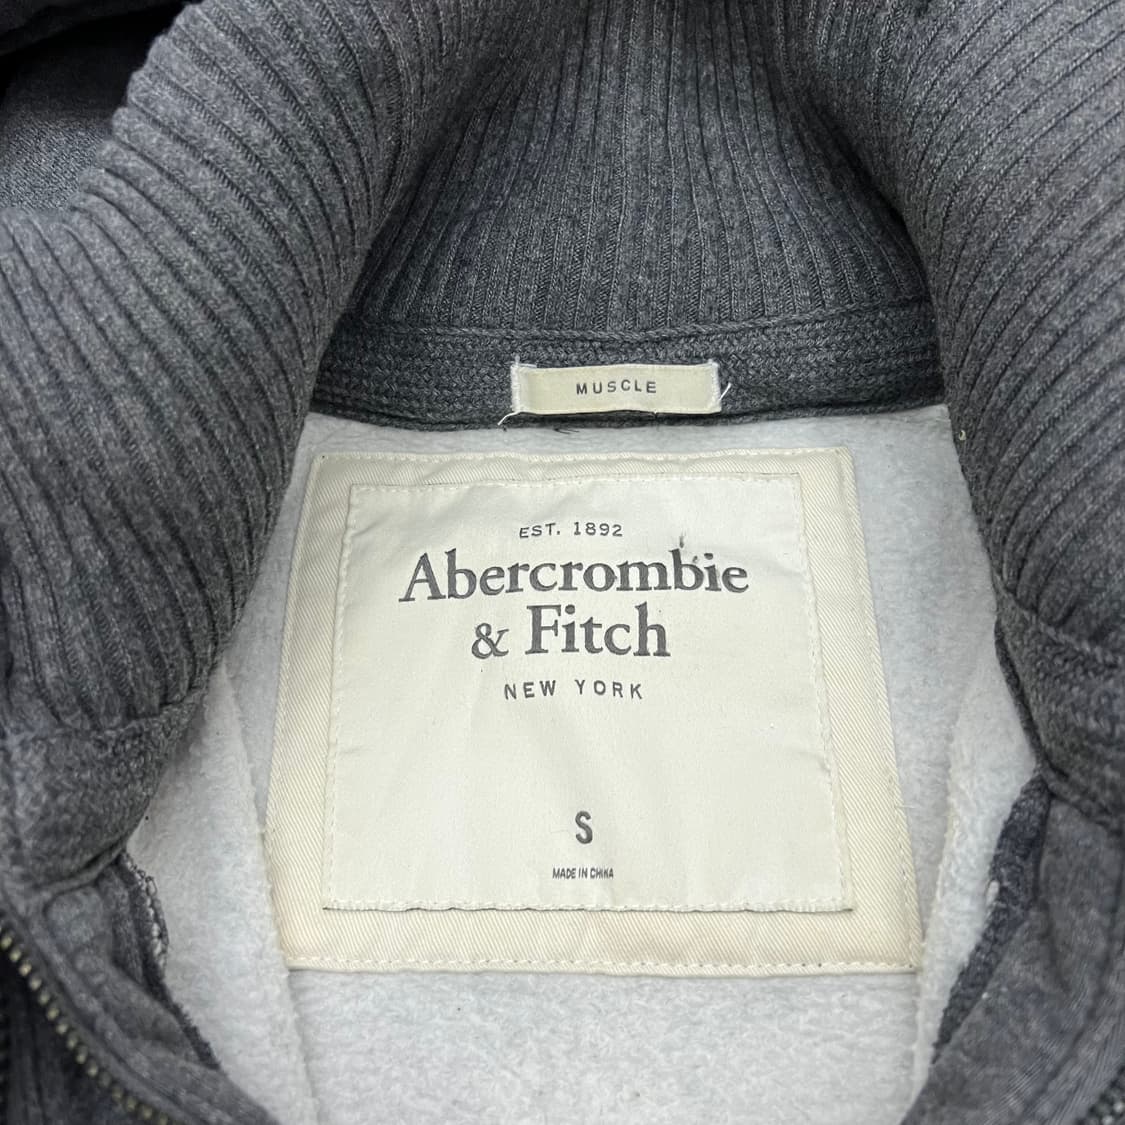 MUSCLE
EST. 1892
Abercrombie
& Fitch
NEW YORK
S
MADE IN CHINA